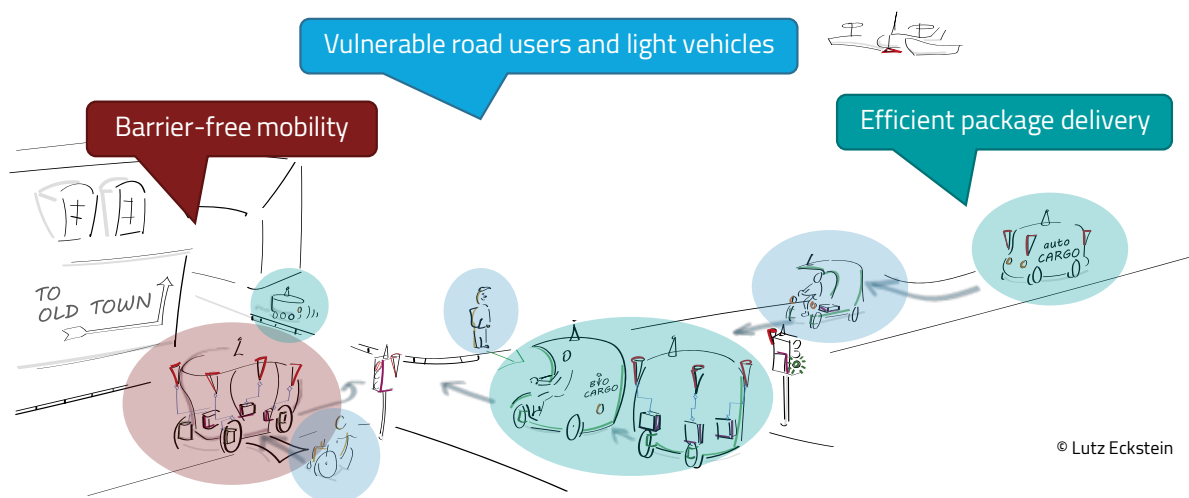 Vulnerable road users and light vehicles
Barrier-free mobility
Efficient package delivery
auto
CARGO
TO
OLD TOWN
BIO
CARGO
© Lutz Eckstein